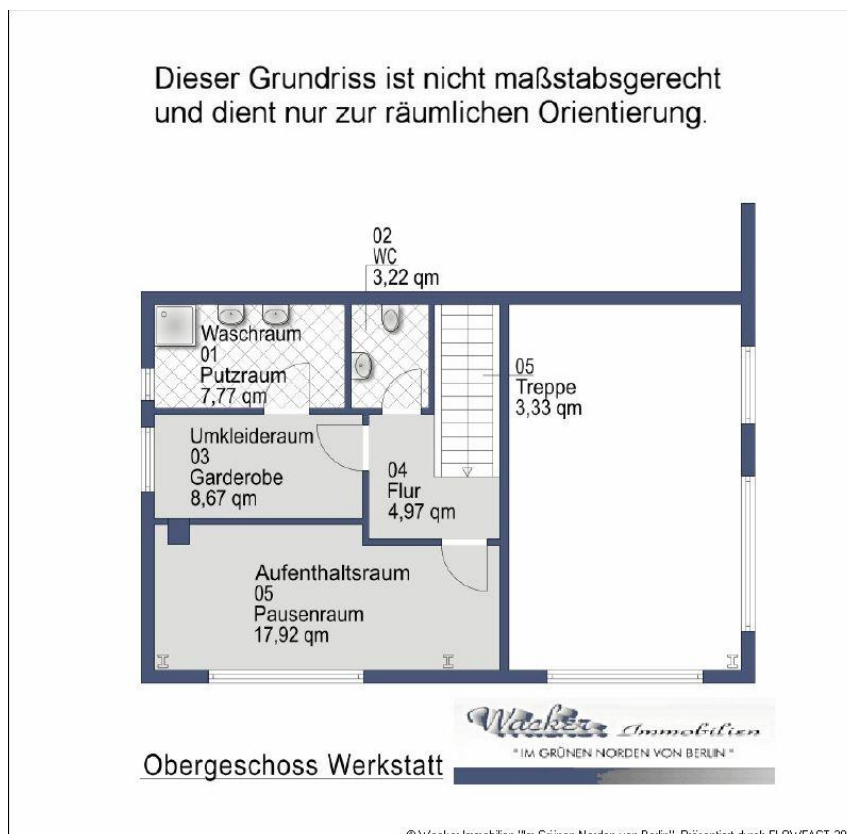 Dieser Grundriss ist nicht maßstabsgerecht
und dient nur zur räumlichen Orientierung.
02
WC
3,22 qm
Waschraum
01
Putzraum
7,77 qm
05
Treppe
3,33 qm
Umkleideraum
03
Garderobe
8,67 qm
04
Flur
4,97 qm
Aufenthaltsraum
05
Pausenraum
17,92 qm
Wacker Immobilien
"IM GRÜNEN NORDEN VON BERLIN"
Obergeschoss Werkstatt